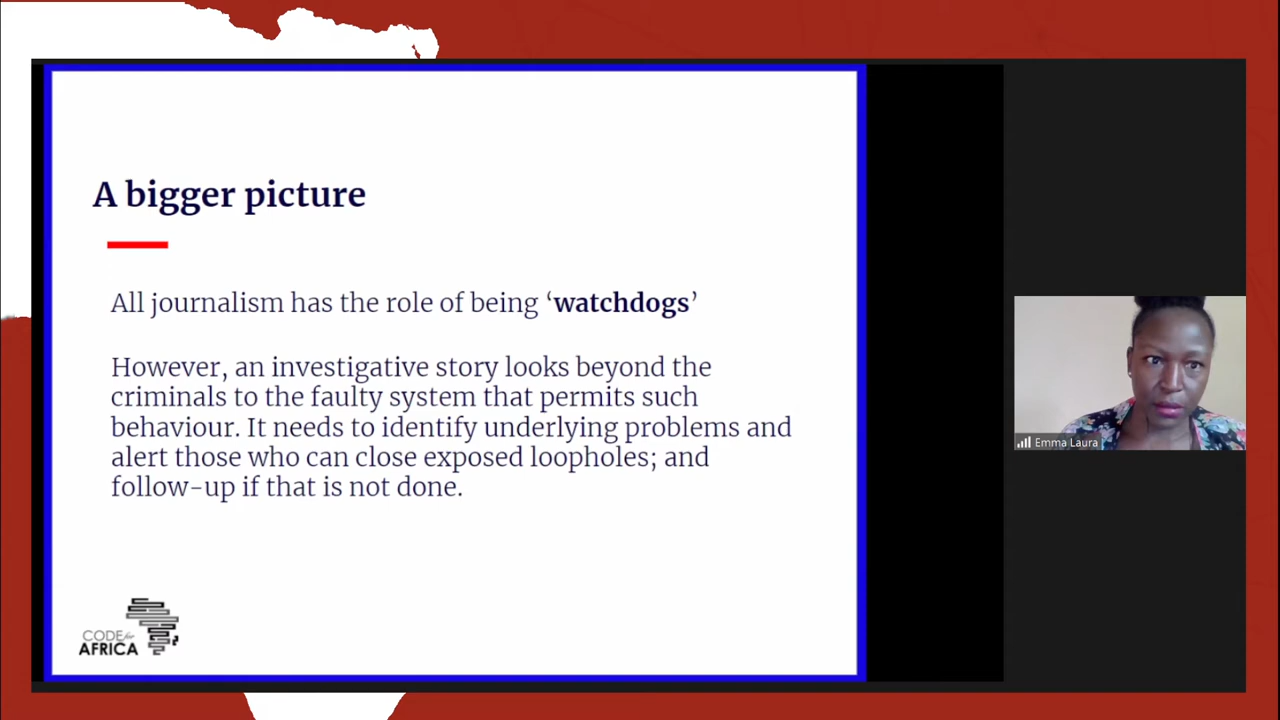 A bigger picture
All journalism has the role of being ‘watchdogs’
However, an investigative story looks beyond the
criminals to the faulty system that permits such
behaviour. It needs to identify underlying problems and
alert those who can close exposed loopholes; and
follow-up if that is not done.
CODE for
AFRICA
Emma Laura